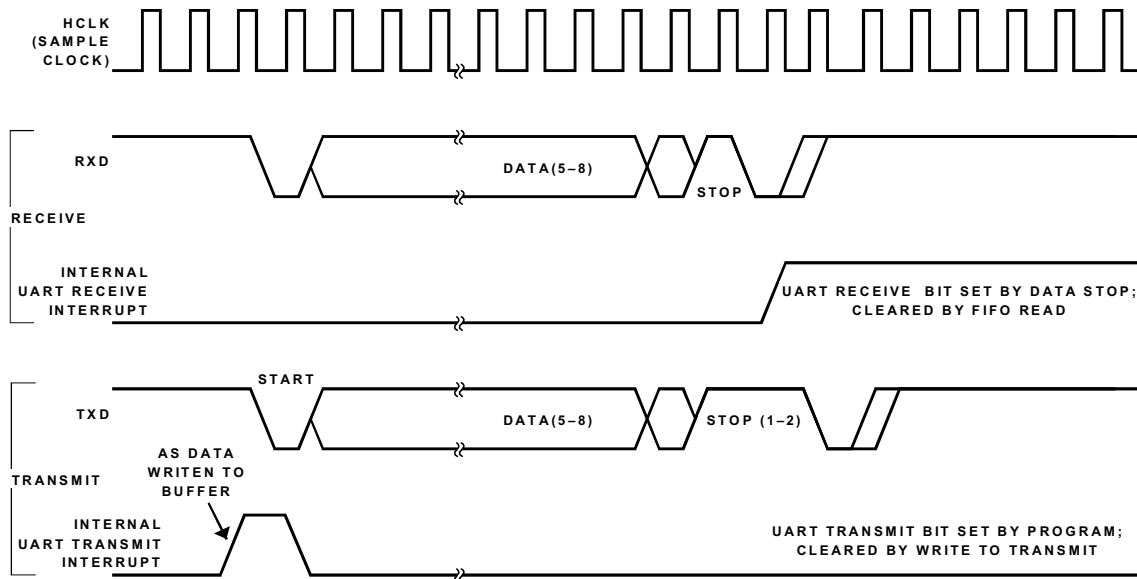 HCLK
(SAMPLE
CLOCK)
RXD
DATA(5–8)
STOP
RECEIVE
INTERNAL
UART RECEIVE
INTERRUPT
UART RECEIVE BIT SET BY DATA STOP;
CLEARED BY FIFO READ
START
TXD
DATA(5–8)
STOP (1–2)
AS DATA
WRITEN TO
BUFFER
TRANSMIT
INTERNAL
UART TRANSMIT
INTERRUPT
UART TRANSMIT BIT SET BY PROGRAM;
CLEARED BY WRITE TO TRANSMIT